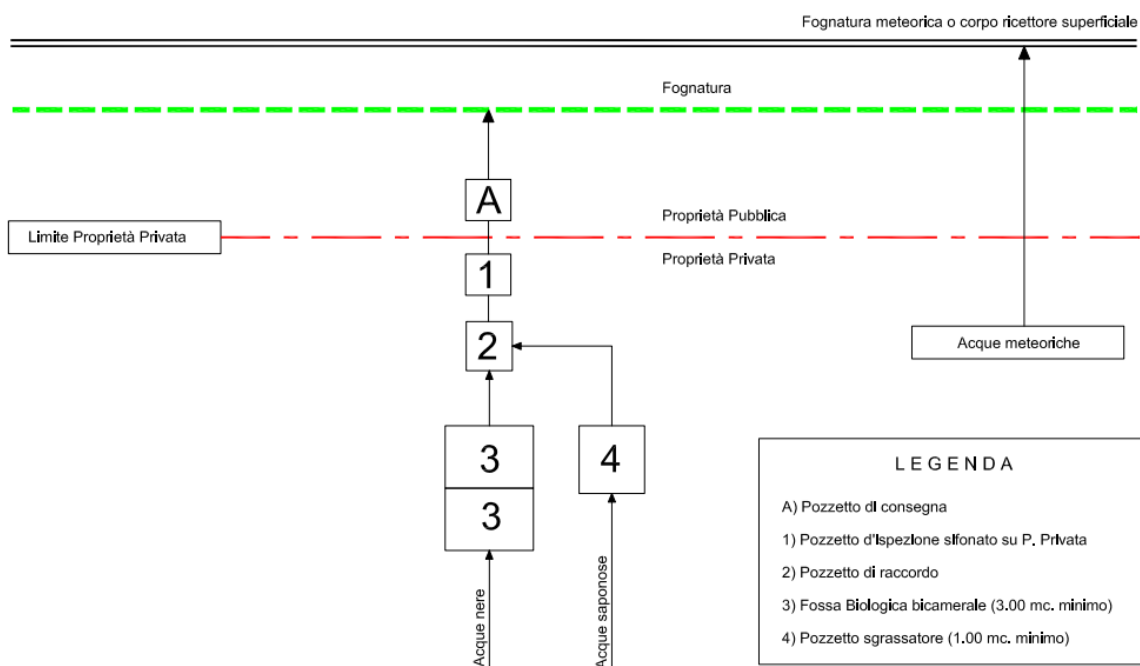 Fognatura meteorica o corpo ricettore superficiale
Fognatura
A
Proprietà Pubblica
Limite Proprietà Privata
Proprietà Privata
1
2
Acque meteoriche
3
4
3
Acque nere
Acque saponose
LEGENDA
A) Pozzetto di consegna
1) Pozzetto d'Ispezione sifonato su P. Privata
2) Pozzetto di raccordo
3) Fossa Biologica bicamerale (3.00 mc. minimo)
4) Pozzetto sgrassatore (1.00 mc. minimo)